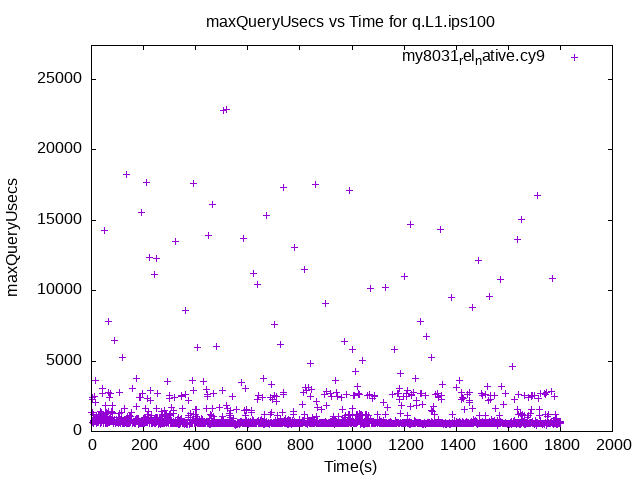 maxQueryUsecs vs Time for q.L1.ips100
my8031relnative.cy9
25000
20000
15000
10000
5000
0
maxQueryUsecs
0 200 400 600 800 1000 1200 1400 1600 1800 2000
Time(s)